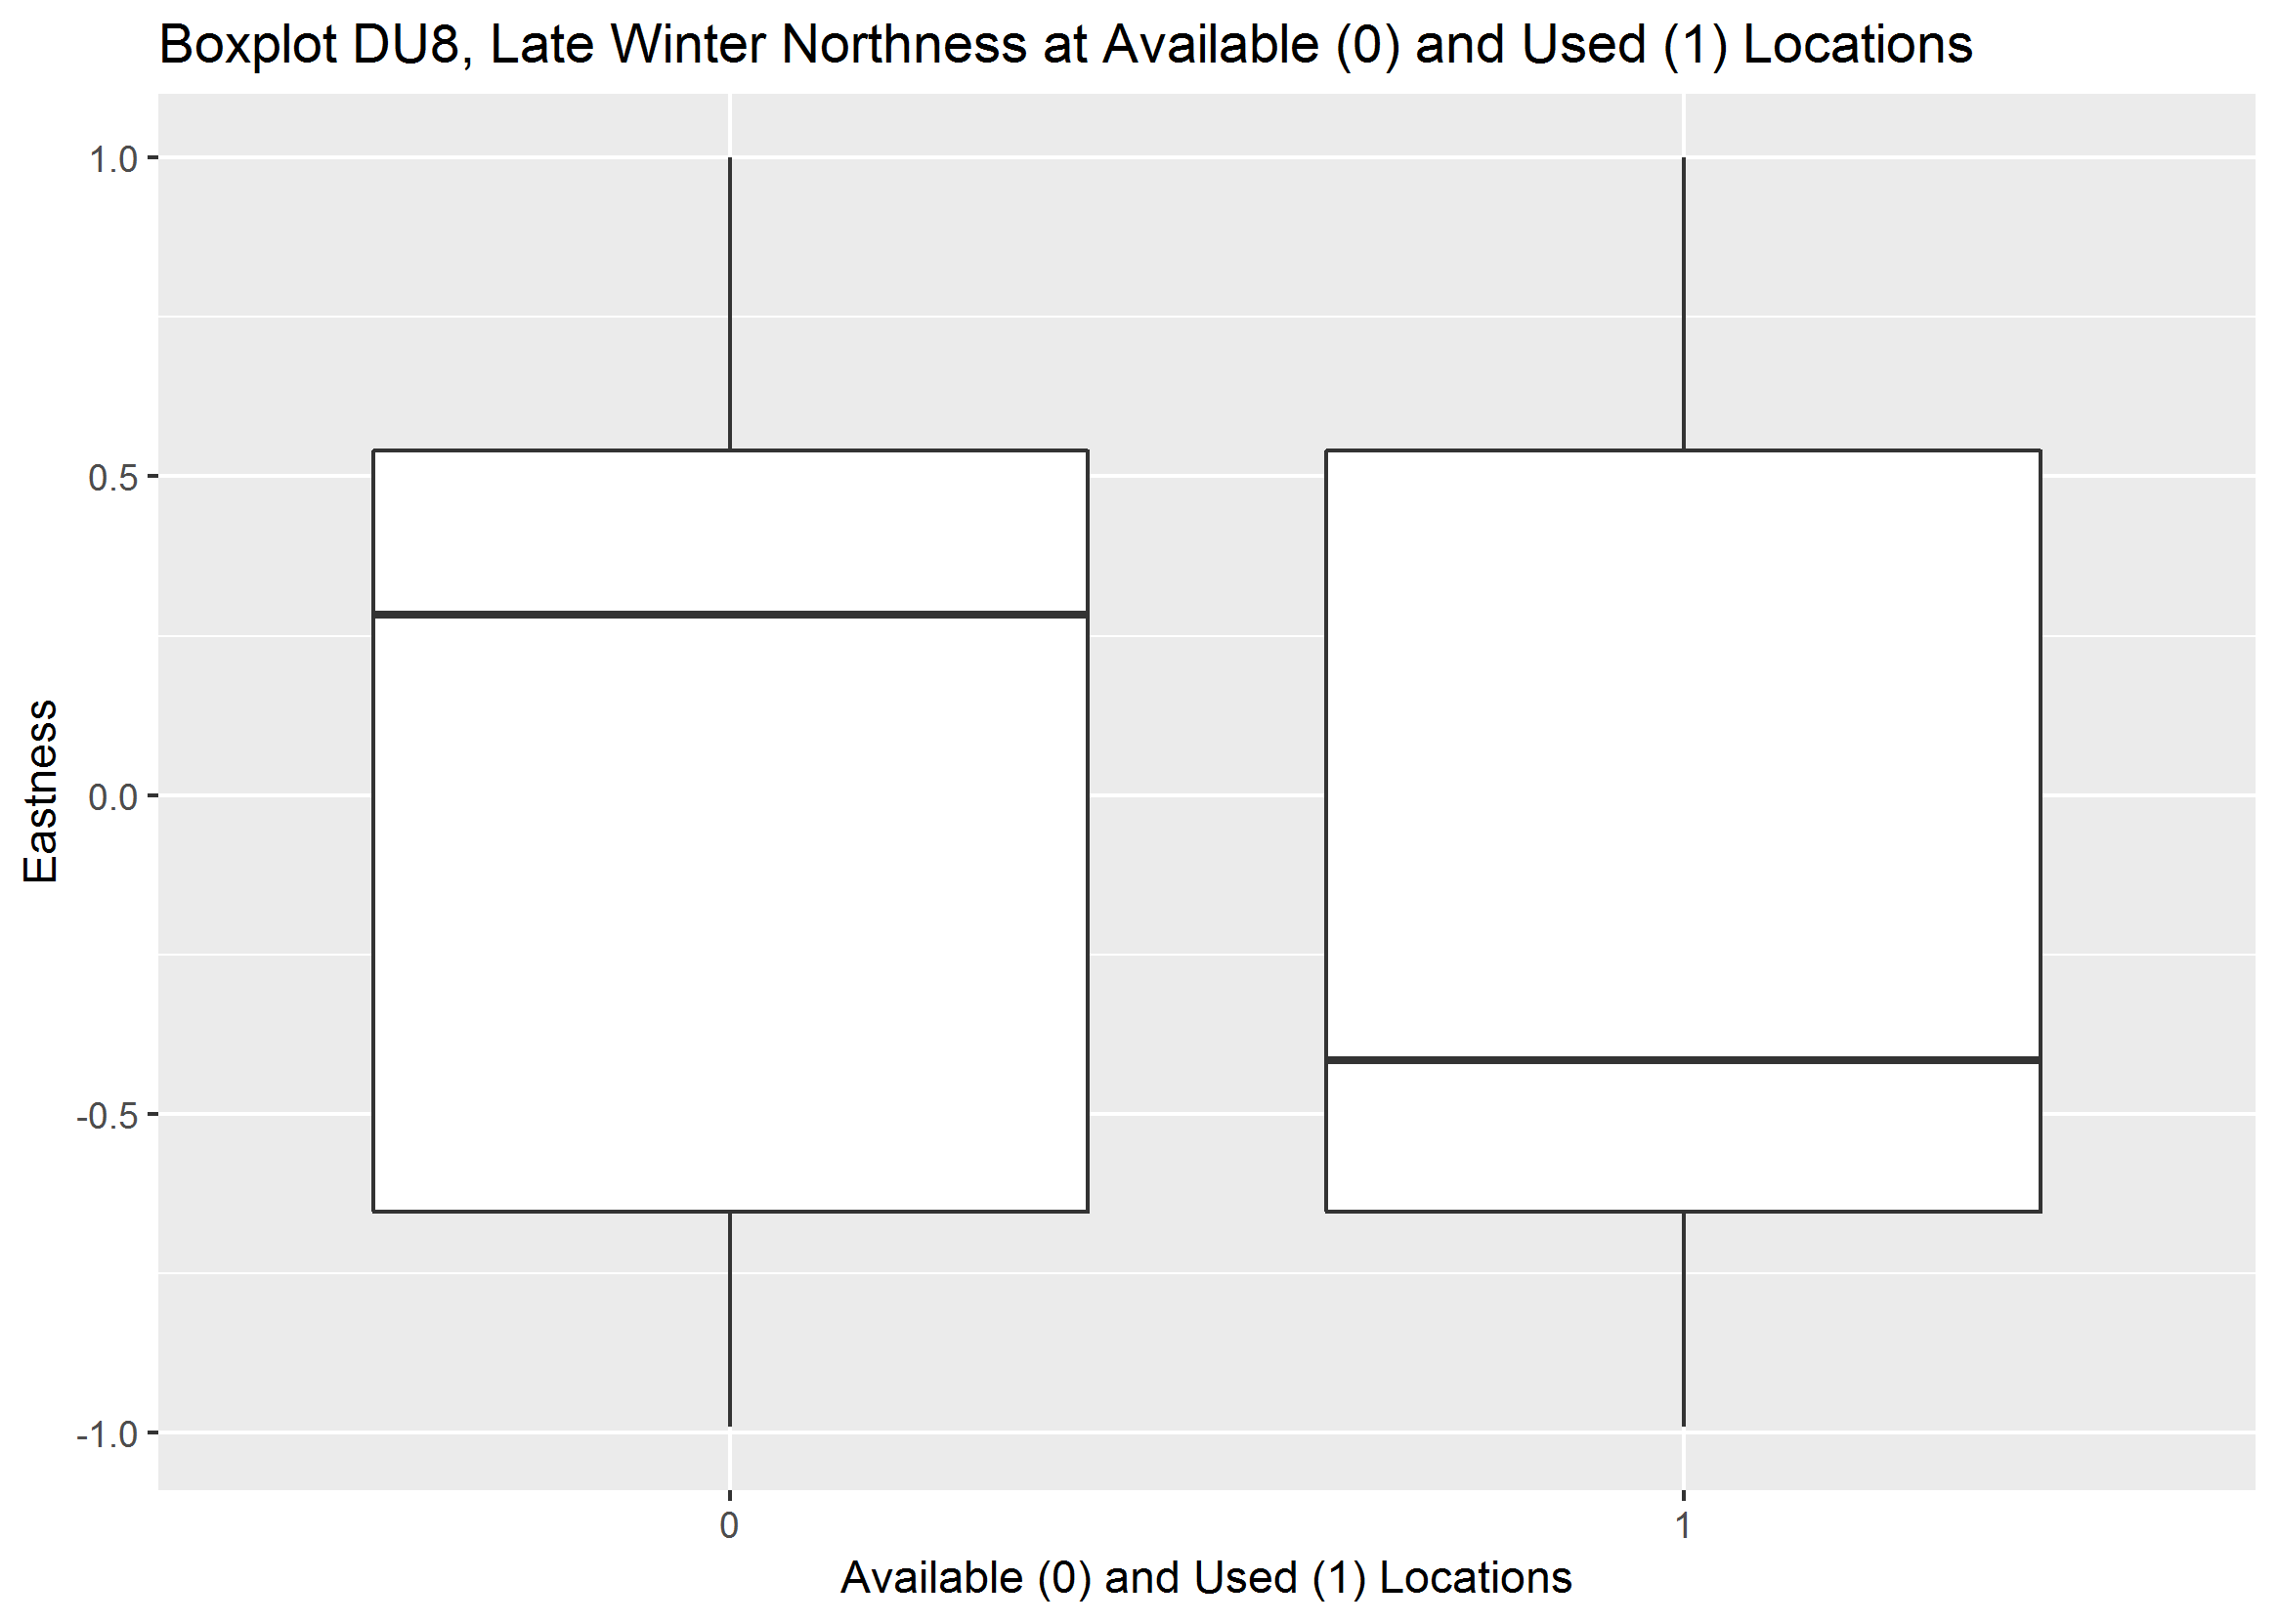 Boxplot DU8, Late Winter Northness at Available (0) and Used (1) Locations
1.0
0.5
0.0
-0.5
-1.0
Eastness
0
1
Available (0) and Used (1) Locations